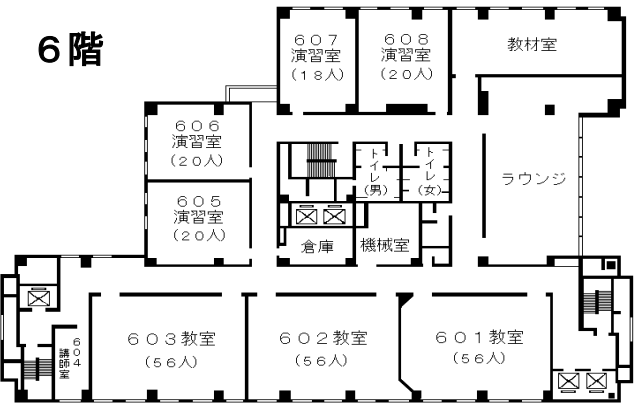 ６階
６０７
演習室
（１８人）
６０８
演習室
（２０人）
教材室
６０６
演習室
（２０人）
トイレ（男）
トイレ（女）
ラウンジ
６０５
演習室
（２０人）
倉庫
機械室
６０４
講師室
６０３教室
（５６人）
６０２教室
（５６人）
６０１教室
（５６人）